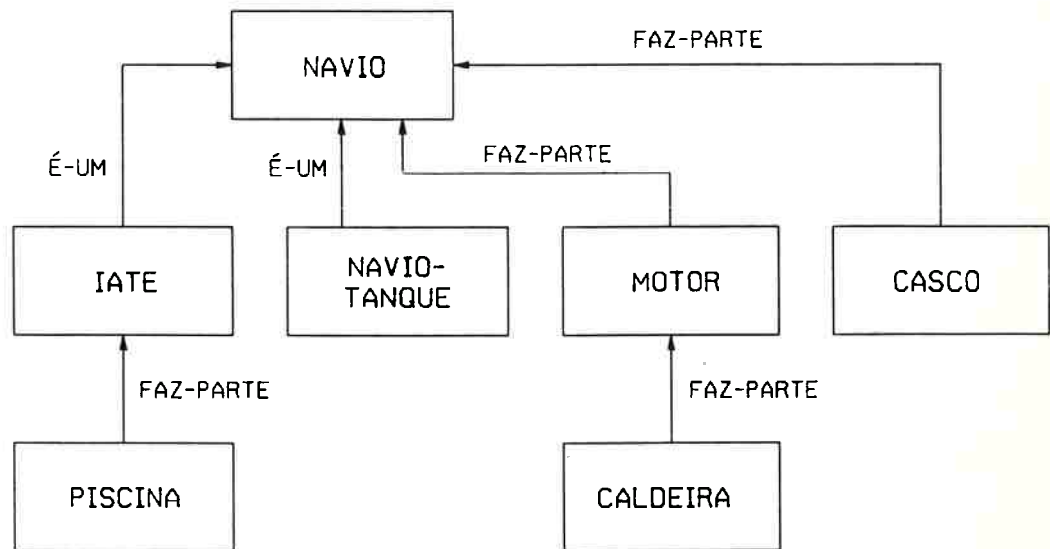 FAZ-PARTE
NAVIO
É-UM
É-UM
FAZ-PARTE
IATE
NAVIO-
TANQUE
MOTOR
CASCO
FAZ-PARTE
FAZ-PARTE
PISCINA
CALDEIRA